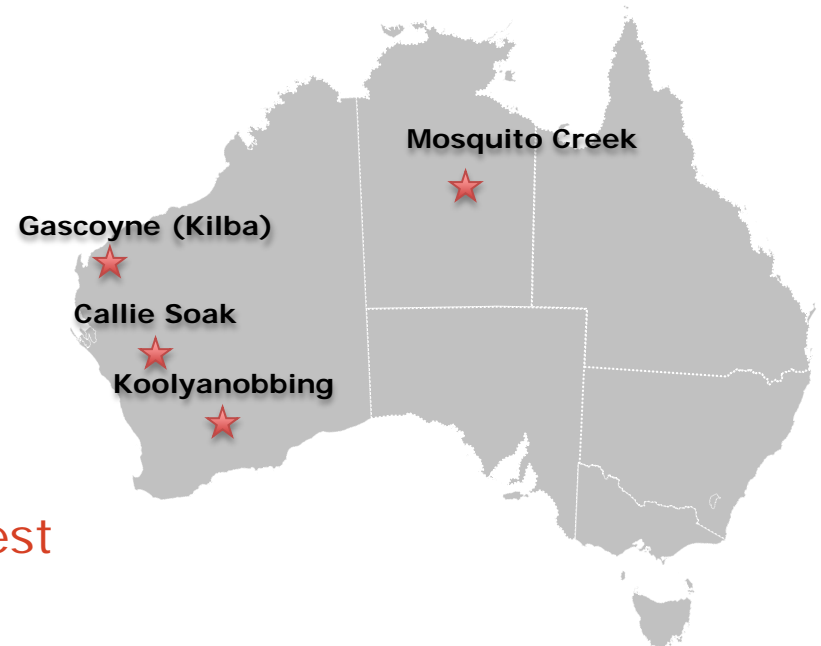 Mosquito Creek
Gascoyne (Kilba)
Callie Soak
Koolyanobbing
est